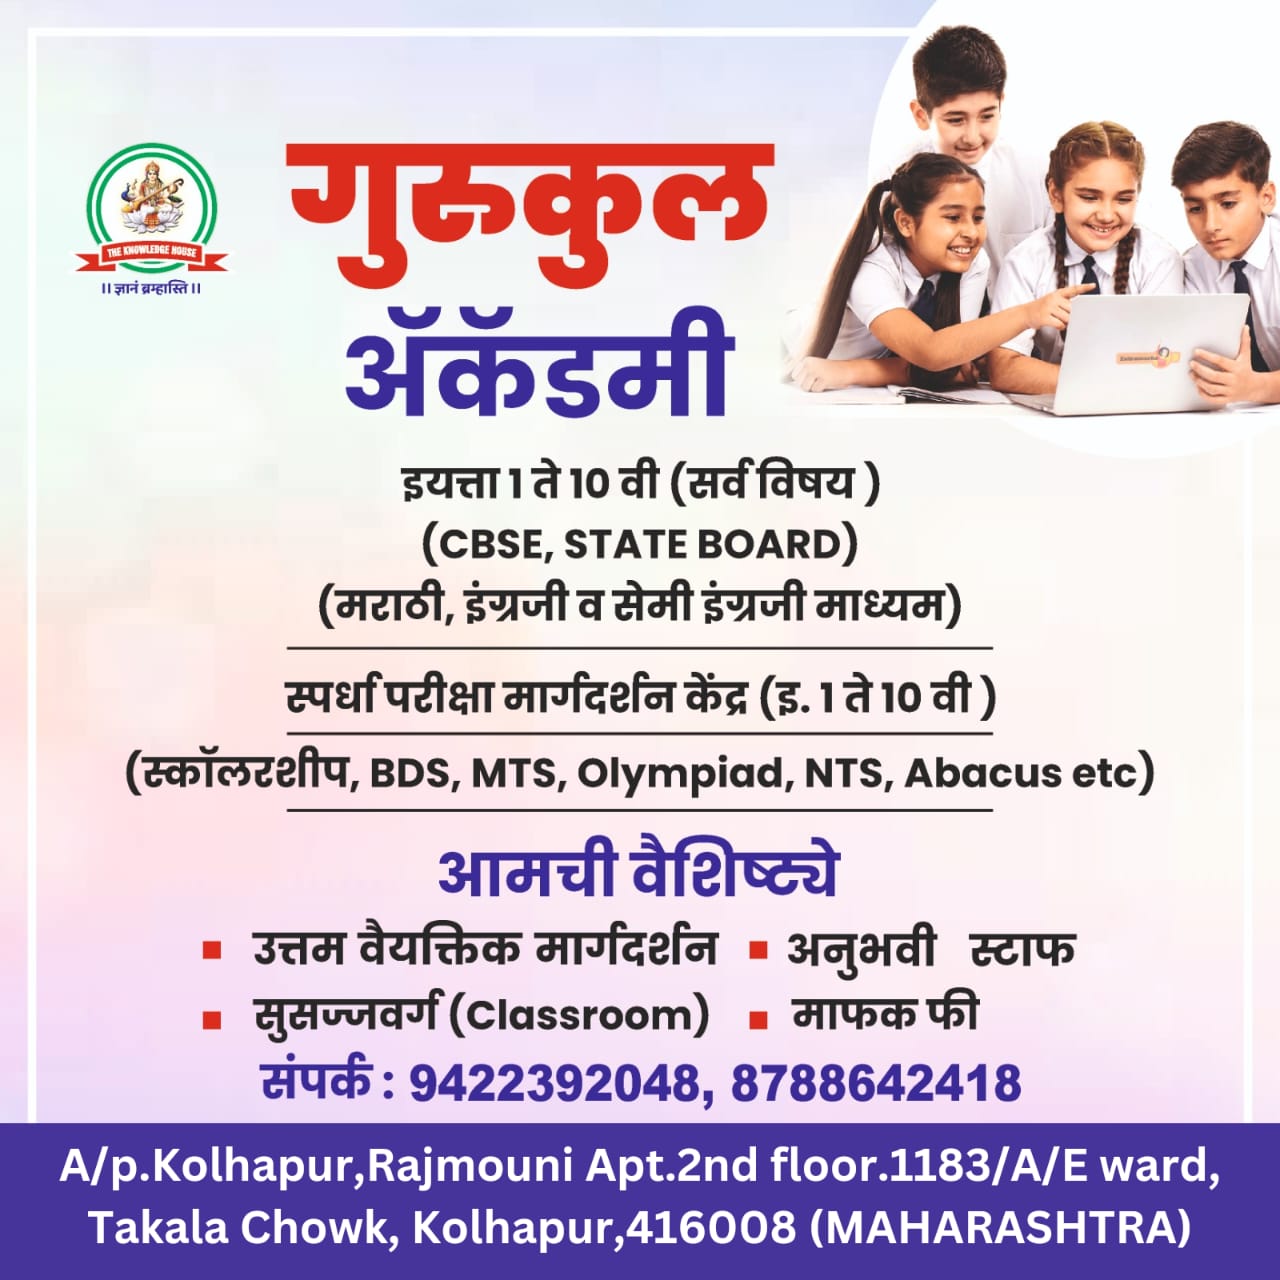 THE KNOWLEDGE HOUSE
।। ज्ञानं ब्रम्हास्ति ।।
गुरुकुल
ॲकॅडमी
इयत्ता 1 ते 10 वी (सर्व विषय )
(CBSE, STATE BOARD)
(मराठी, इंग्रजी व सेमी इंग्रजी माध्यम)
स्पर्धा परीक्षा मार्गदर्शन केंद्र (इ. 1 ते 10 वी )
(स्कॉलरशीप, BDS, MTS, Olympiad, NTS, Abacus etc)
आमची वैशिष्ट्ये
▪ उत्तम वैयक्तिक मार्गदर्शन ▪ अनुभवी स्टाफ
▪ सुसज्जवर्ग (Classroom) ▪ माफक फी
संपर्क : 9422392048, 8788642418
A/p.Kolhapur,Rajmouni Apt.2nd floor.1183/A/E ward,
Takala Chowk, Kolhapur,416008 (MAHARASHTRA)